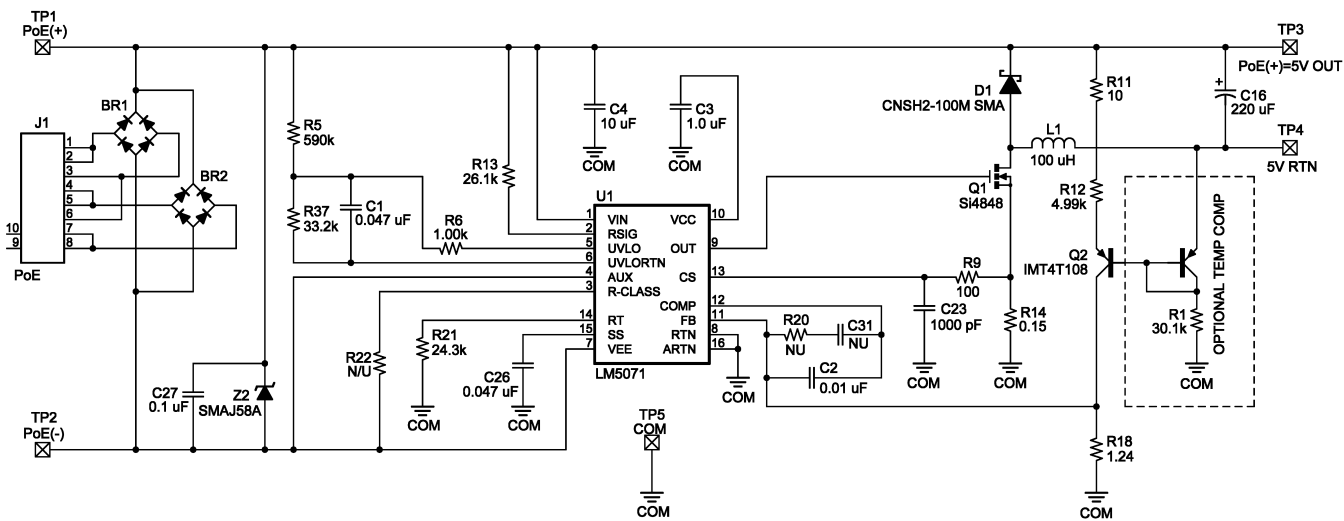 TP1
PoE(+)
BR1
J1
1
2
3
4
5
6
7
8
10
9
PoE
BR2
R5
590k
R37
33.2k
C1
0.047 uF
R6
1.00k
R13
26.1k
C4
10 uF
COM
C3
1.0 uF
COM
U1
1 VIN
2 RSIG
5 UVLO
6 UVLORTN
4 AUX
3 R-CLASS
14 RT
15 SS
7 VEE
VCC 10
OUT 9
CS 13
COMP 12
FB 11
RTN 8
ARTN 16
LM5071
D1
CNSH2-100M SMA
L1
100 uH
Q1
Si4848
R9
100
C23
1000 pF
COM
R14
0.15
COM
R20
NU
C31
NU
C2
0.01 uF
COM
R11
10
R12
4.99k
Q2
IMT4T108
C16
+
220 uF
TP3
PoE(+)=5V OUT
TP4
5V RTN
R1
30.1k
COM
OPTIONAL TEMP COMP
R18
1.24
COM
C27
0.1 uF
Z2
SMAJ58A
R22
N/U
R21
24.3k
COM
C26
0.047 uF
COM
TP5
COM
COM
TP2
PoE(-)